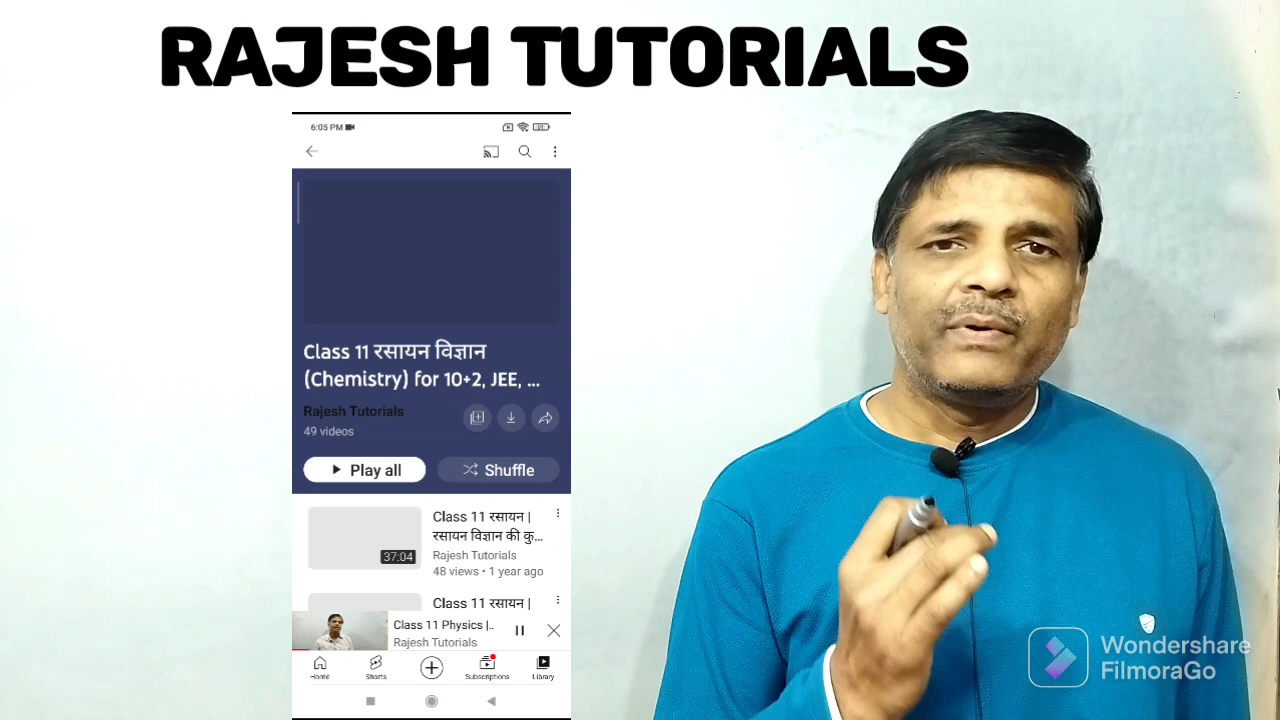 RAJESH TUTORIALS
6:05 PM
Class 11 रसायन विज्ञान
(Chemistry) for 10+2, JEE, ...
Rajesh Tutorials
49 videos
Play all
Shuffle
37:04
Class 11 रसायन |
रसायन विज्ञान की कु...
Rajesh Tutorials
48 views • 1 year ago
Class 11 रसायन |
Class 11 Physics |..
Rajesh Tutorials
Home
Shorts
Subscriptions
Library
Wondershare
FilmoraGo